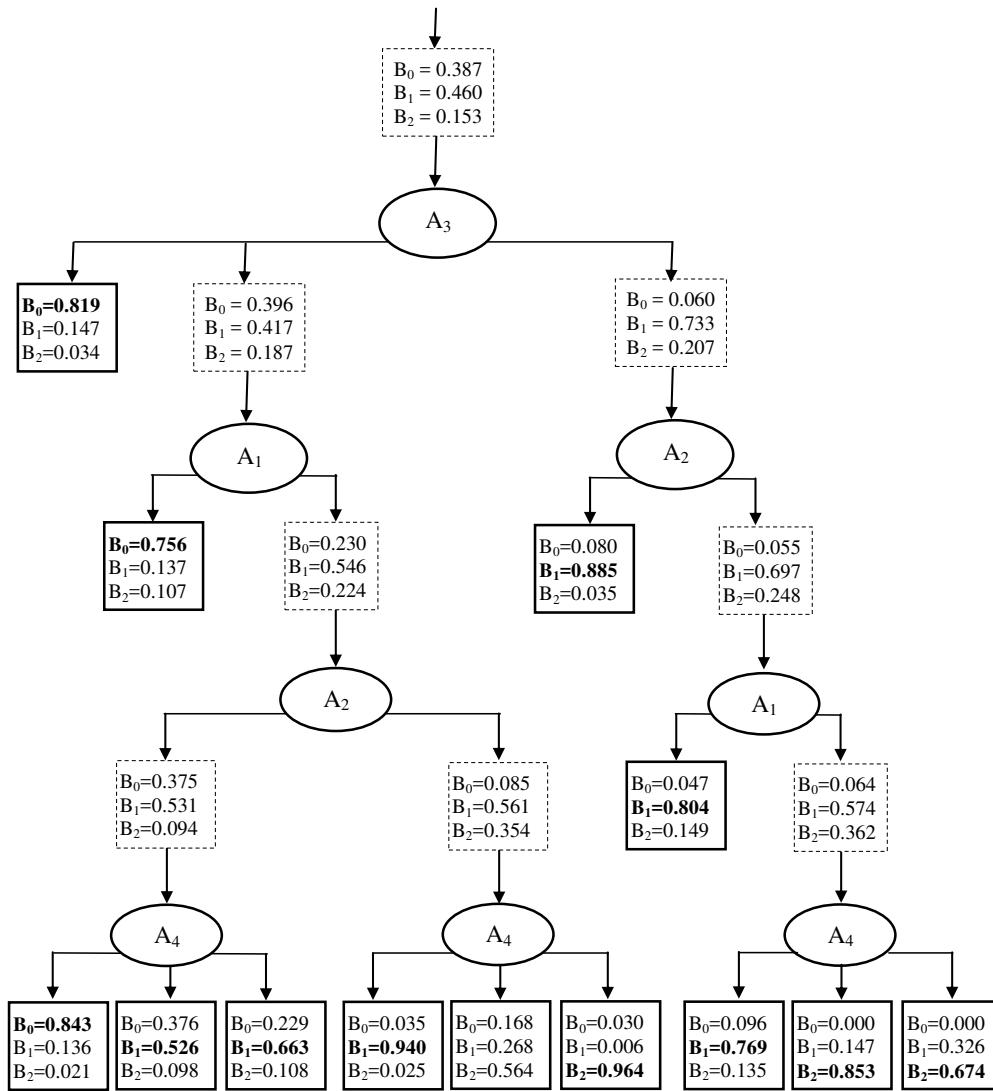 B₀ = 0.387
B₁ = 0.460
B₂ = 0.153
A₃
B₀=0.819
B₁=0.147
B₂=0.034
B₀ = 0.396
B₁ = 0.417
B₂ = 0.187
B₀ = 0.060
B₁ = 0.733
B₂ = 0.207
A₁
A₂
B₀=0.756
B₁=0.137
B₂=0.107
B₀=0.230
B₁=0.546
B₂=0.224
B₀=0.080
B₁=0.885
B₂=0.035
B₀=0.055
B₁=0.697
B₂=0.248
A₂
A₁
B₀=0.375
B₁=0.531
B₂=0.094
B₀=0.085
B₁=0.561
B₂=0.354
B₀=0.047
B₁=0.804
B₂=0.149
B₀=0.064
B₁=0.574
B₂=0.362
A₄
A₄
A₄
B₀=0.843
B₁=0.136
B₂=0.021
B₀=0.376
B₁=0.526
B₂=0.098
B₀=0.229
B₁=0.663
B₂=0.108
B₀=0.035
B₁=0.940
B₂=0.025
B₀=0.168
B₁=0.268
B₂=0.564
B₀=0.030
B₁=0.006
B₂=0.964
B₀=0.096
B₁=0.769
B₂=0.135
B₀=0.000
B₁=0.147
B₂=0.853
B₀=0.000
B₁=0.326
B₂=0.674